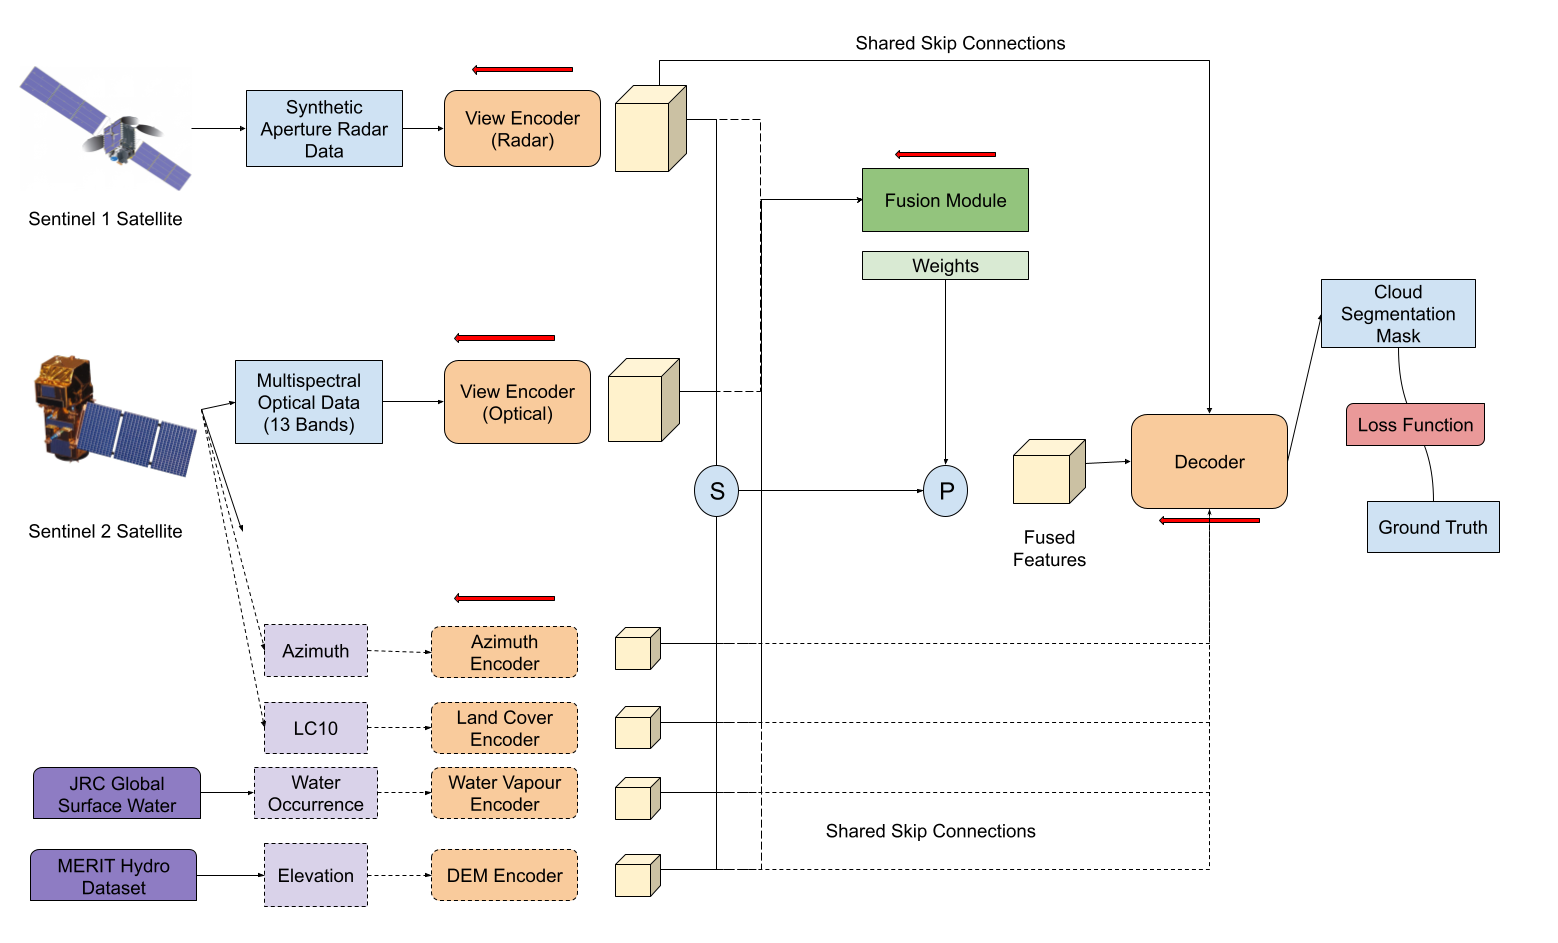 Shared Skip Connections
Synthetic
Aperture Radar
Data
View Encoder
(Radar)
Sentinel 1 Satellite
Fusion Module
Weights
Cloud
Segmentation
Mask
Multispectral
Optical Data
(13 Bands)
View Encoder
(Optical)
Loss Function
Decoder
S
P
Sentinel 2 Satellite
Fused
Features
Ground Truth
Azimuth
Azimuth
Encoder
LC10
Land Cover
Encoder
JRC Global
Surface Water
Water
Occurrence
Water Vapour
Encoder
Shared Skip Connections
MERIT Hydro
Dataset
Elevation
DEM Encoder